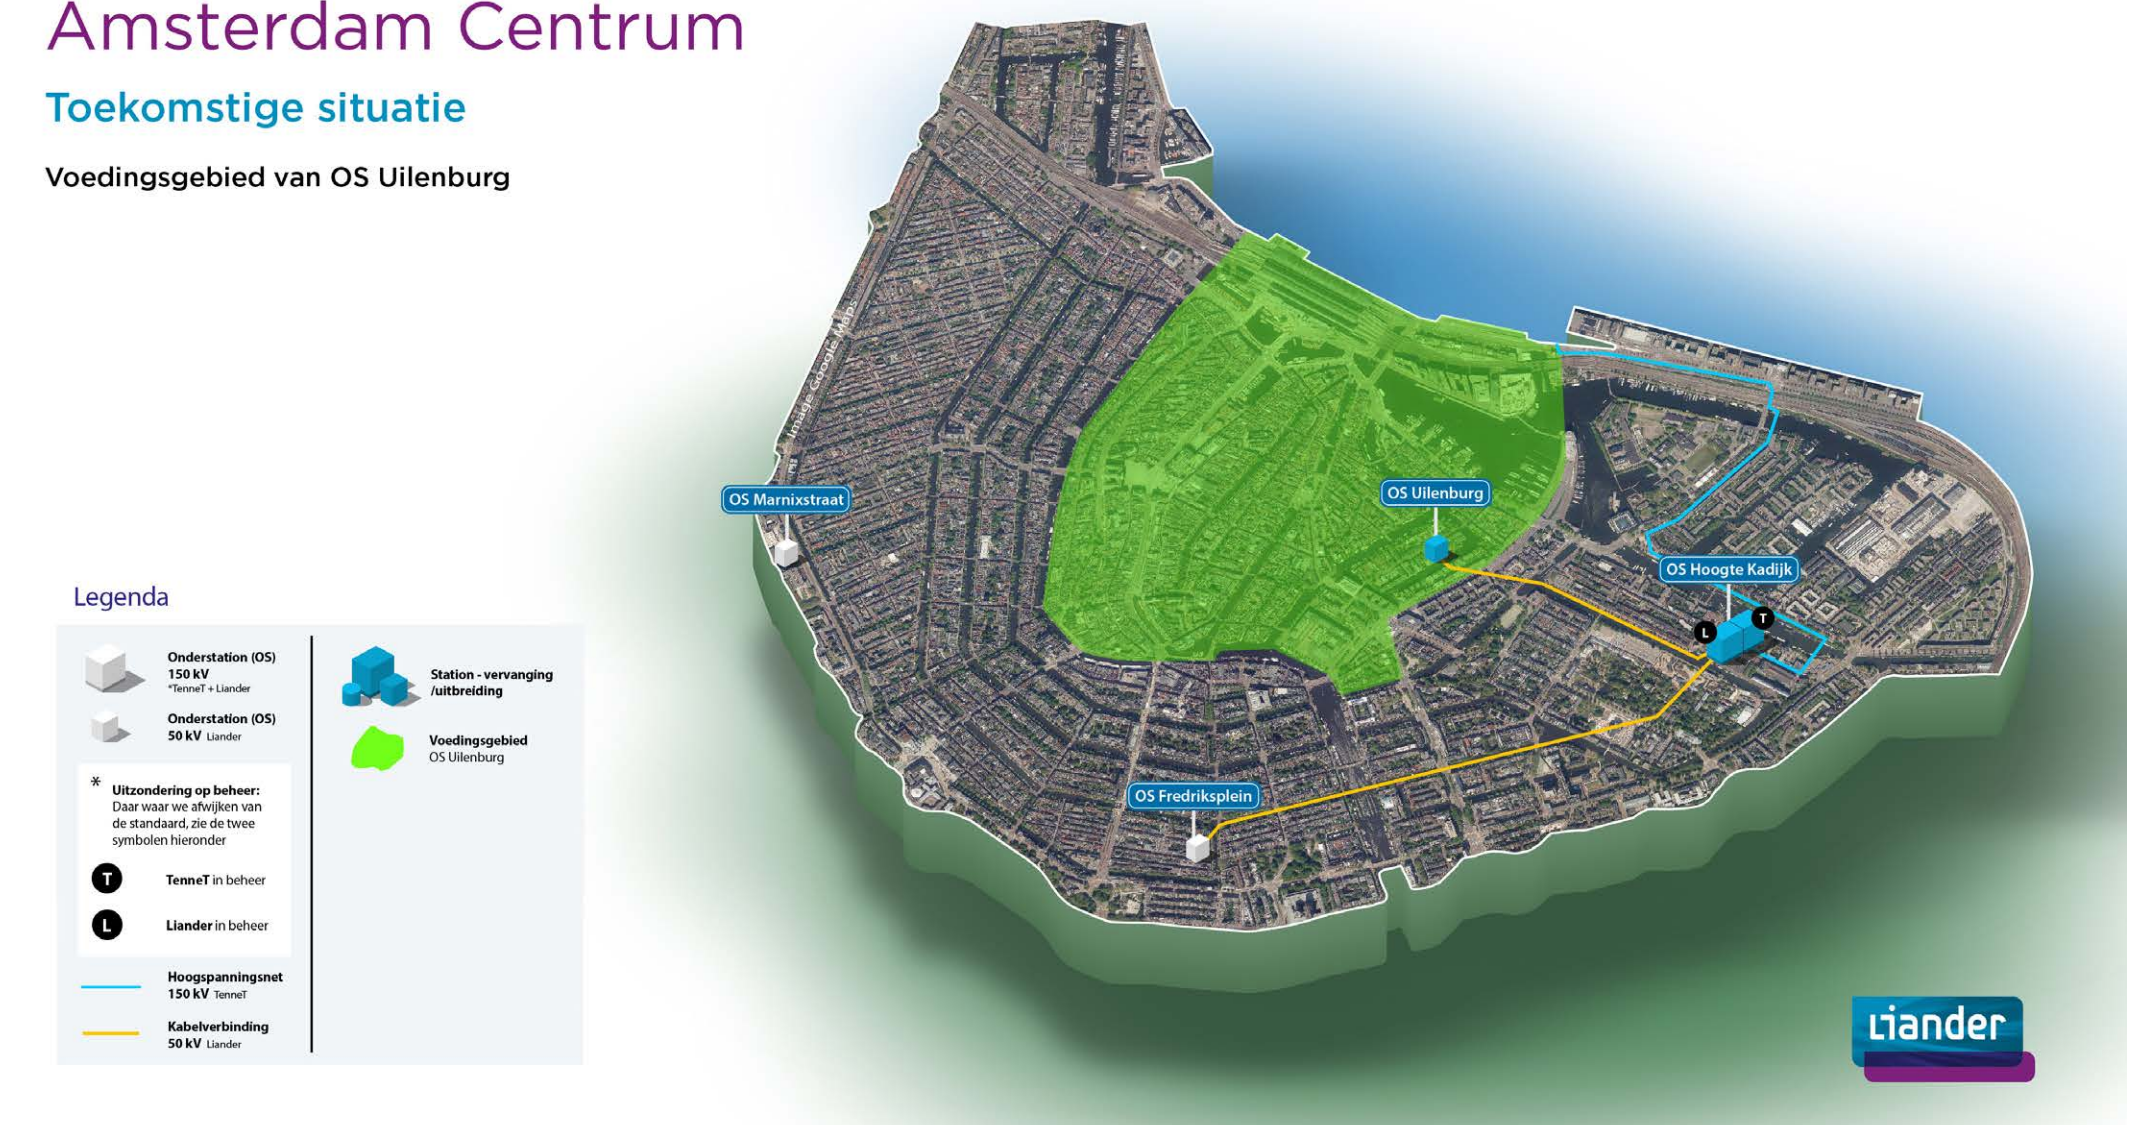 Amsterdam Centrum
Toekomstige situatie
Voedingsgebied van OS Uilenburg
Image Google Maps
OS Marnixstraat
OS Uilenburg
OS Hoogte Kadijk
L
T
OS Fredriksplein
Legenda
Onderstation (OS)
150 kV
*TenneT + Liander
Onderstation (OS)
50 kV Liander
*
Uitzondering op beheer:
Daar waar we afwijken van
de standaard, zie de twee
symbolen hieronder
T
TenneT in beheer
L
Liander in beheer
Hoogspanningsnet
150 kV TenneT
Kabelverbinding
50 kV Liander
Station - vervanging
/uitbreiding
Voedingsgebied
OS Uilenburg
Liander